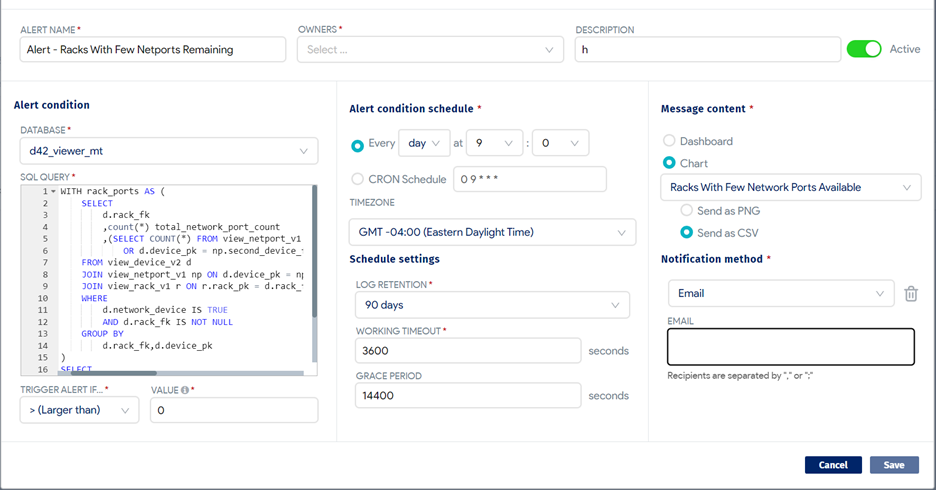 ALERT NAME *
Alert - Racks With Few Netports Remaining
OWNERS *
Select ...
DESCRIPTION
h
Active
Alert condition
DATABASE *
d42_viewer_mt
SQL QUERY *
1 WITH rack_ports AS (
2 SELECT
3 d.rack_fk
4 ,count(*) total_network_port_count
5 ,(SELECT COUNT(*) FROM view_netport_v1
6 OR d.device_pk = np.second_device_
7 FROM view_device_v2 d
8 JOIN view_netport_v1 np ON d.device_pk = np
9 JOIN view_rack_v1 r ON r.rack_pk = d.rack_
10 WHERE
11 d.network_device IS TRUE
12 AND d.rack_fk IS NOT NULL
13 GROUP BY
14 d.rack_fk,d.device_pk
15 )
16 SELECT
TRIGGER ALERT IF... *
> (Larger than)
VALUE *
0
Alert condition schedule *
Every day at 9 : 0
CRON Schedule 0 9 * * *
TIMEZONE
GMT -04:00 (Eastern Daylight Time)
Schedule settings
LOG RETENTION *
90 days
WORKING TIMEOUT *
3600 seconds
GRACE PERIOD
14400 seconds
Message content *
Dashboard
Chart
Racks With Few Network Ports Available
Send as PNG
Send as CSV
Notification method *
Email
EMAIL
Recipients are separated by "," or ";"
Cancel
Save